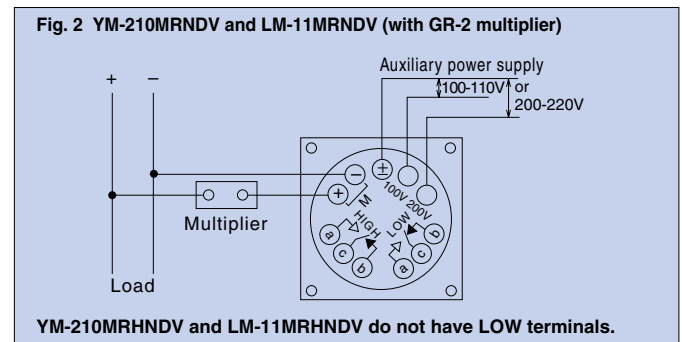 Fig. 2 YM-210MRNDV and LM-11MRNDV (with GR-2 multiplier)
Auxiliary power supply
+ −
100-110V or
200-220V
− ±
+ M 100V 200V
Multiplier
HIGH LOW
a b
c c
b a
Load
YM-210MRHNDV and LM-11MRHNDV do not have LOW terminals.